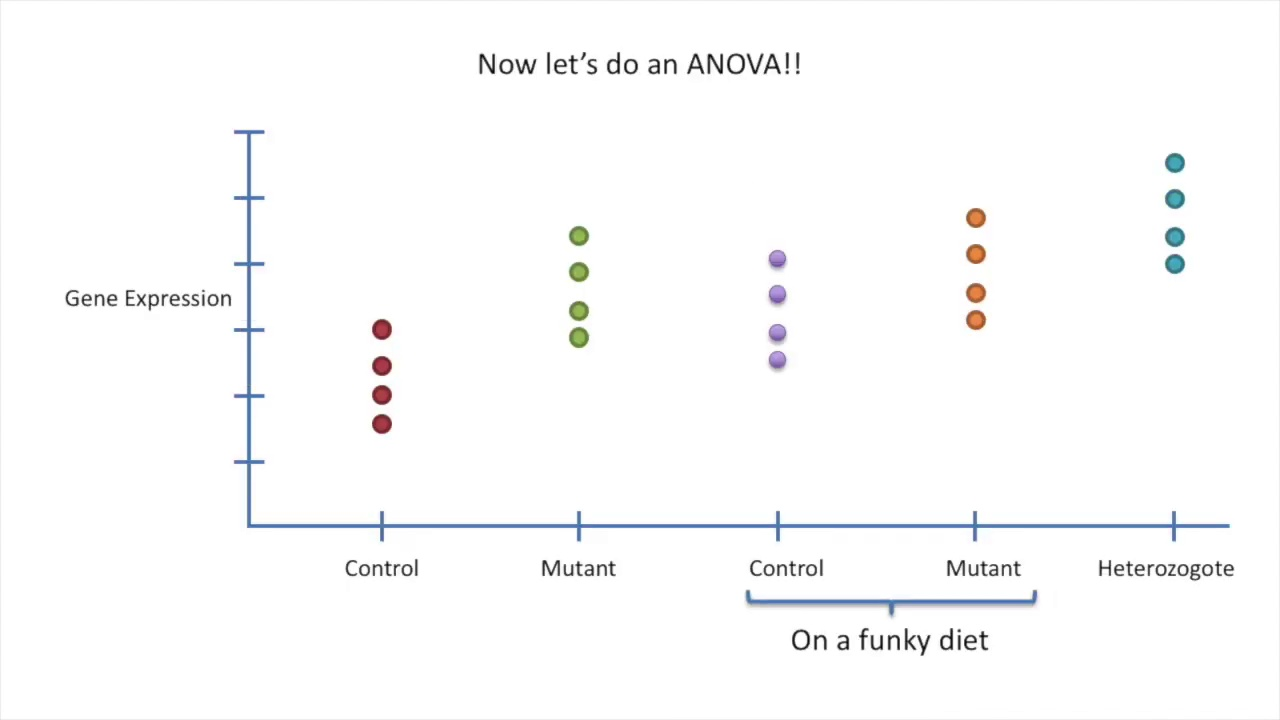 Now let's do an ANOVA!!
Gene Expression
Control
Mutant
Control
Mutant
Heterozogote
On a funky diet